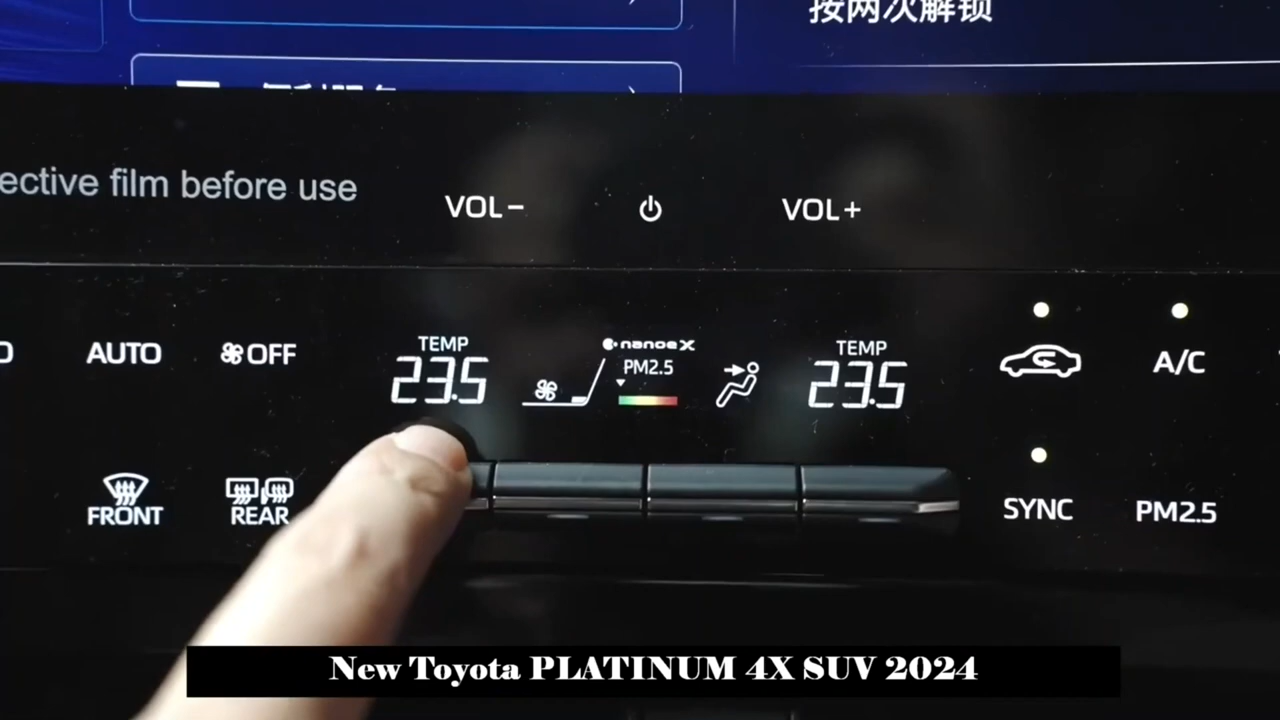 按两次解锁
ective film before use
VOL- VOL+
AUTO OFF TEMP 23.5 nanoe X PM2.5 TEMP 23.5 A/C
FRONT REAR SYNC PM2.5
New Toyota PLATINUM 4X SUV 2024